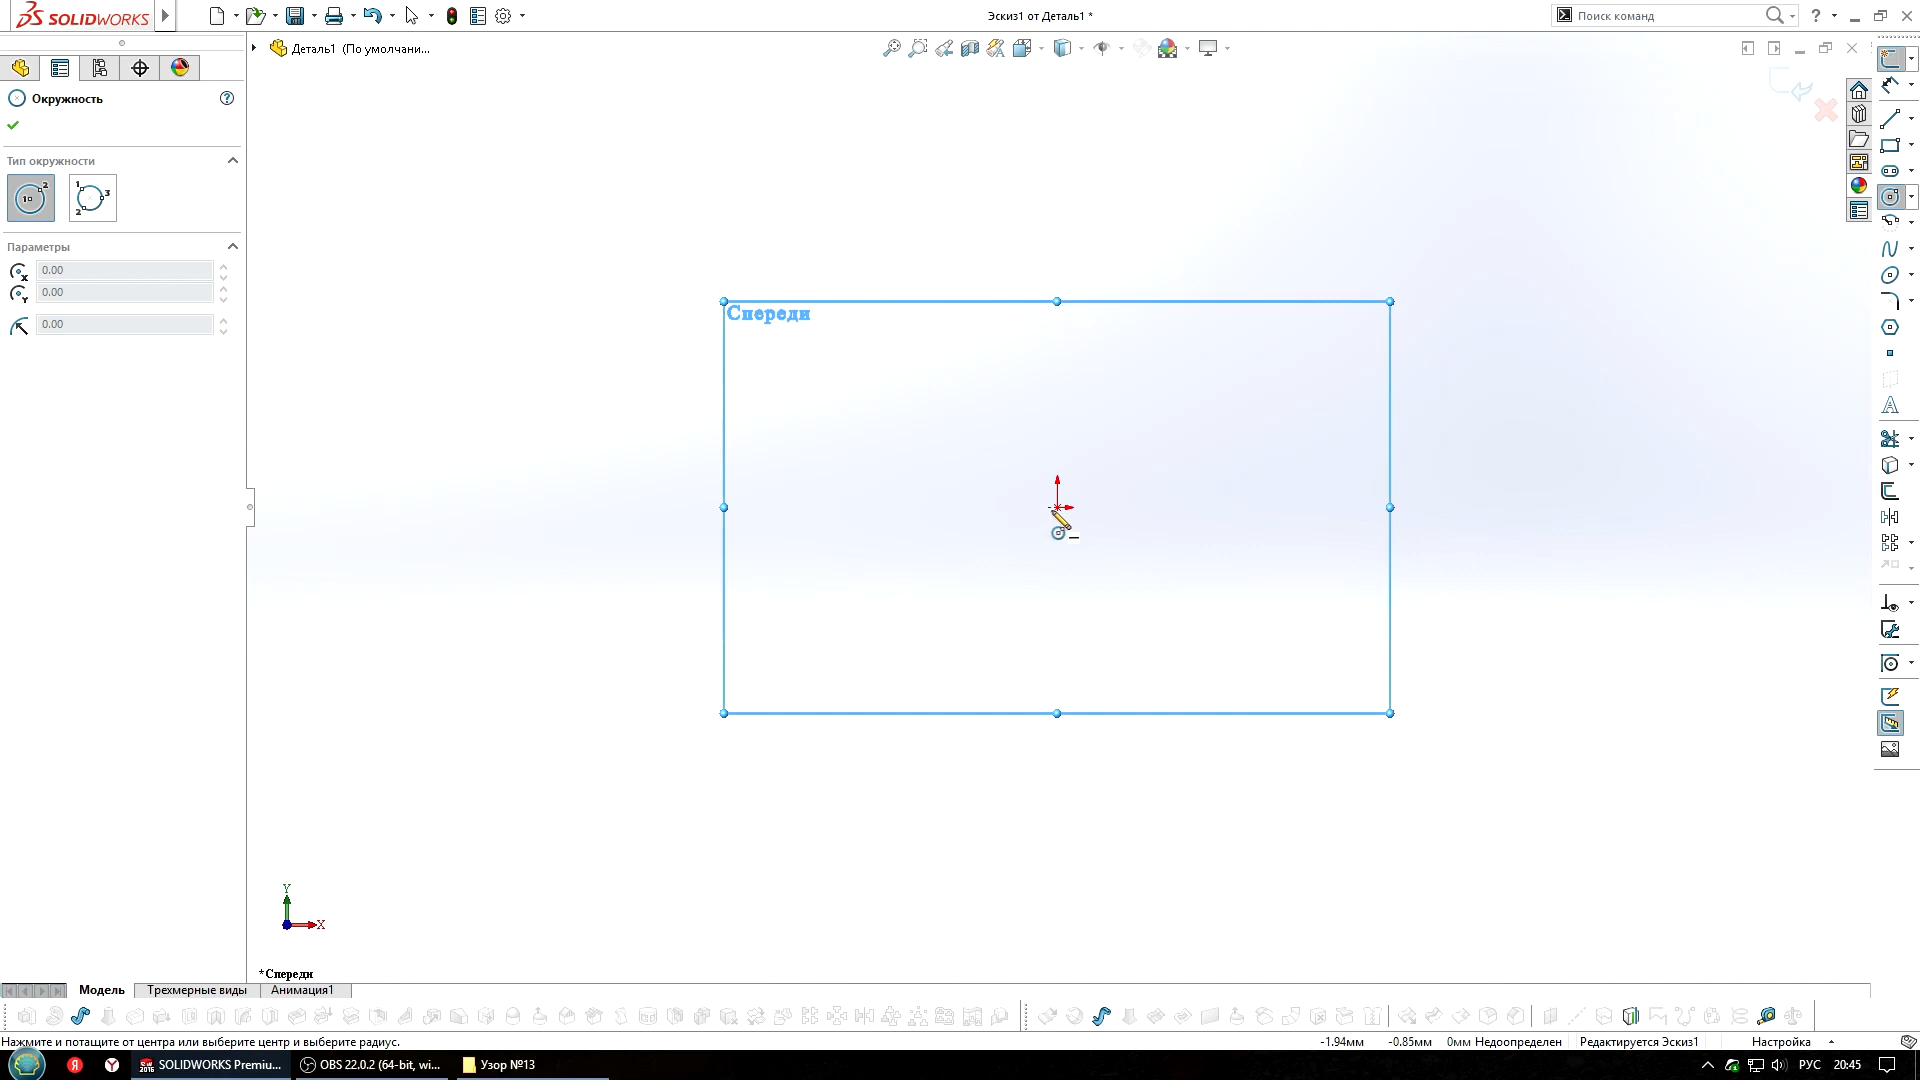 SOLIDWORKS
Эскиз1 от Деталь1 *
Поиск команд
Деталь1 (По умолчани...
Окружность
Тип окружности
Параметры
0.00
0.00
0.00
Спереди
Y
X
*Спереди
Модель
Трехмерные виды
Анимация1
Нажмите и потащите от центра или выберите центр и выберите радиус.
-1.94мм
-0.85мм
0мм Недоопределен
Редактируется Эскиз1
Настройка
SOLIDWORKS Premiu...
OBS 22.0.2 (64-bit, wi...
Узор №13
РУС
20:45